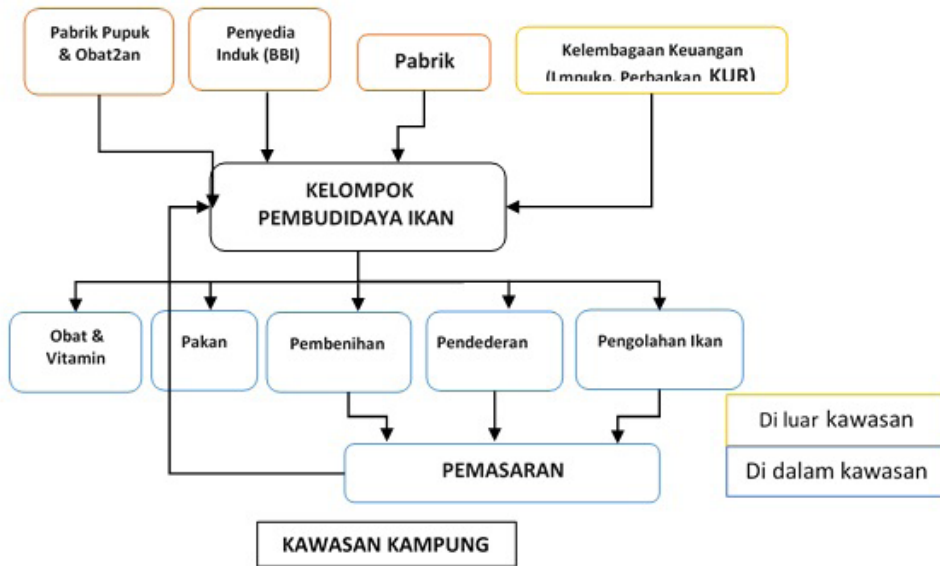 Pabrik Pupuk
& Obat2an
Penyedia
Induk (BBI)
Pabrik
Kelembagaan Keuangan
Perbankan, KUR)
KELOMPOK
PEMBUDIDAYA IKAN
Obat &
Vitamin
Pakan
Pembenihan
Pendederan
Pengolahan Ikan
PEMASARAN
Di luar kawasan
Di dalam kawasan
KAWASAN KAMPUNG